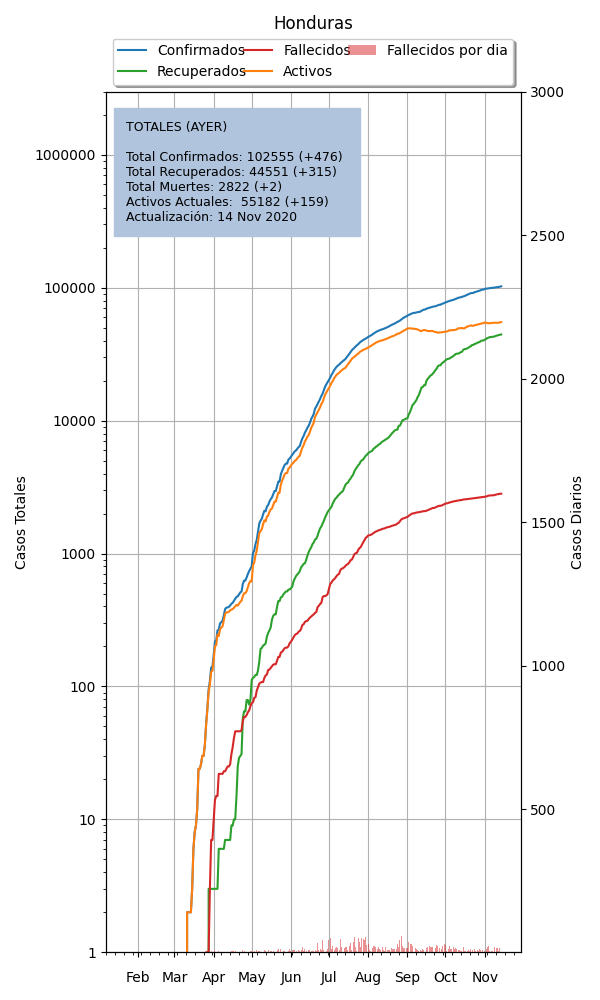 Honduras
Confirmados
Recuperados
Fallecidos
Activos
Fallecidos por dia
TOTALES (AYER)
Total Confirmados: 102555 (+476)
Total Recuperados: 44551 (+315)
Total Muertes: 2822 (+2)
Activos Actuales:  55182 (+159)
Actualización: 14 Nov 2020
Casos Totales
1000000
100000
10000
1000
100
10
1
Casos Diarios
3000
2500
2000
1500
1000
500
Feb Mar Apr May Jun Jul Aug Sep Oct Nov